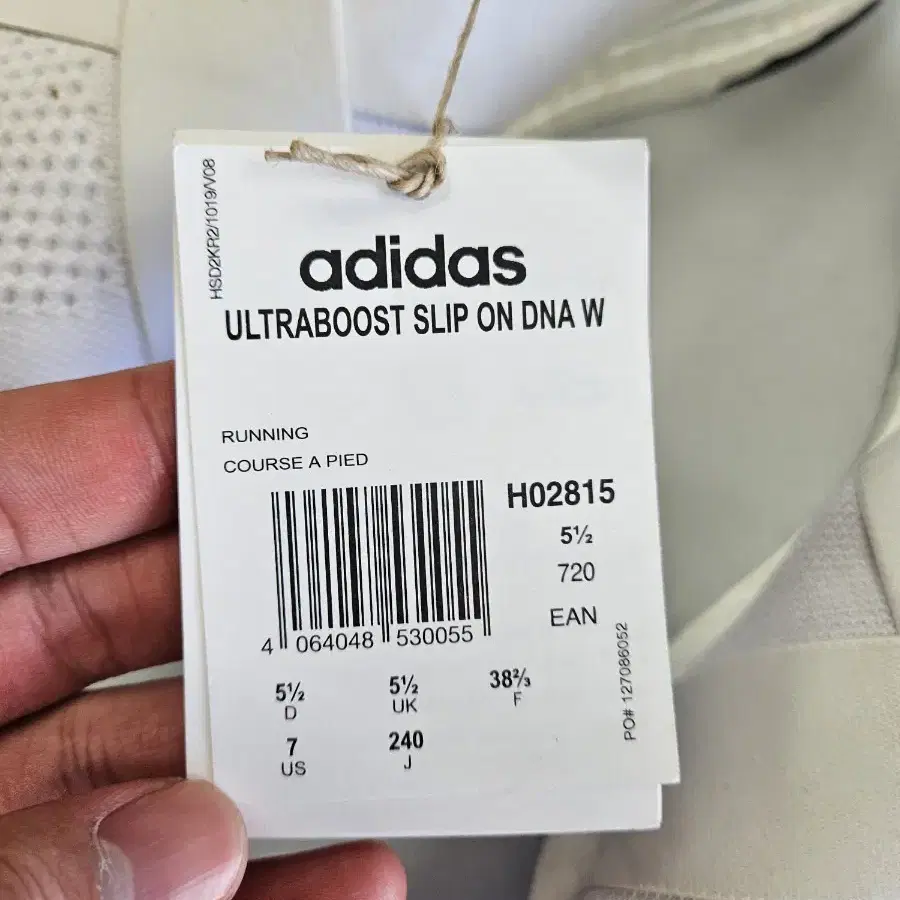 HSD2KR2/1019/V08
adidas
ULTRABOOST SLIP ON DNA W
RUNNING
COURSE A PIED
H02815
5½
720
EAN
4 064048 530055
PO# 127086052
5½ 5½ 38⅔
D UK F
7 240
US J